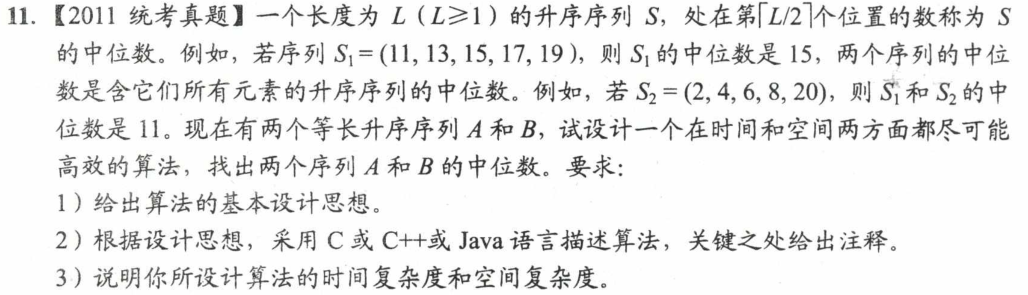 11.【2011 统考真题】一个长度为 L（L≥1）的升序序列 S，处在第⌈L/2⌉个位置的数称为 S
的中位数。例如，若序列 S₁ = (11, 13, 15, 17, 19 )，则 S₁ 的中位数是 15，两个序列的中位
数是含它们所有元素的升序序列的中位数。例如，若 S₂ = (2, 4, 6, 8, 20)，则 S₁ 和 S₂ 的中
位数是 11。现在有两个等长升序序列 A 和 B，试设计一个在时间和空间两方面都尽可能
高效的算法，找出两个序列 A 和 B 的中位数。要求：
1）给出算法的基本设计思想。
2）根据设计思想，采用 C 或 C++或 Java 语言描述算法，关键之处给出注释。
3）说明你所设计算法的时间复杂度和空间复杂度。